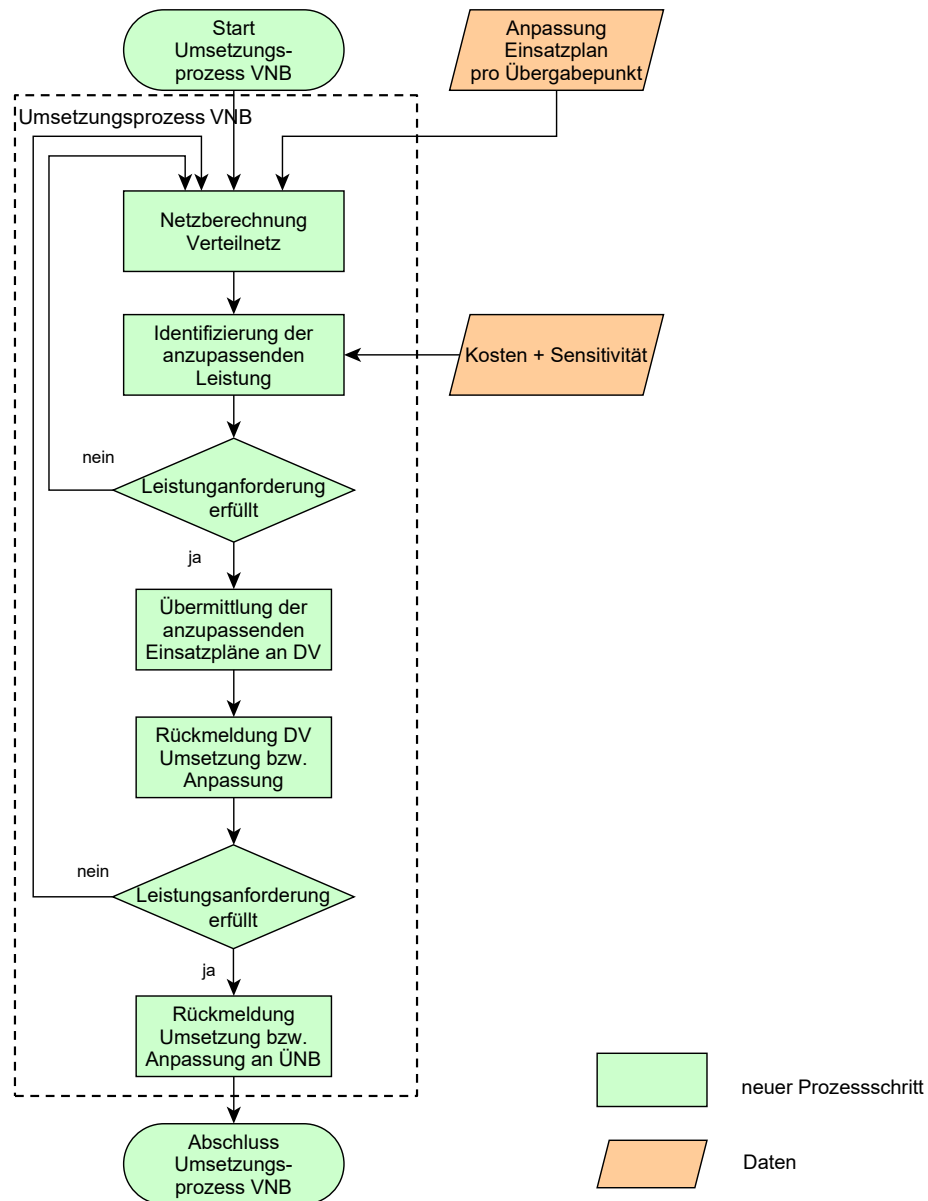 Start
Umsetzungs-
prozess VNB
Anpassung
Einsatzplan
pro Übergabepunkt
Umsetzungsprozess VNB
Netzberechnung
Verteilnetz
Identifizierung der
anzupassenden
Leistung
Kosten + Sensitivität
nein
Leistunganforderung
erfüllt
ja
Übermittlung der
anzupassenden
Einsatzpläne an DV
Rückmeldung DV
Umsetzung bzw.
Anpassung
nein
Leistungsanforderung
erfüllt
ja
Rückmeldung
Umsetzung bzw.
Anpassung an ÜNB
neuer Prozessschritt
Abschluss
Umsetzungs-
prozess VNB
Daten